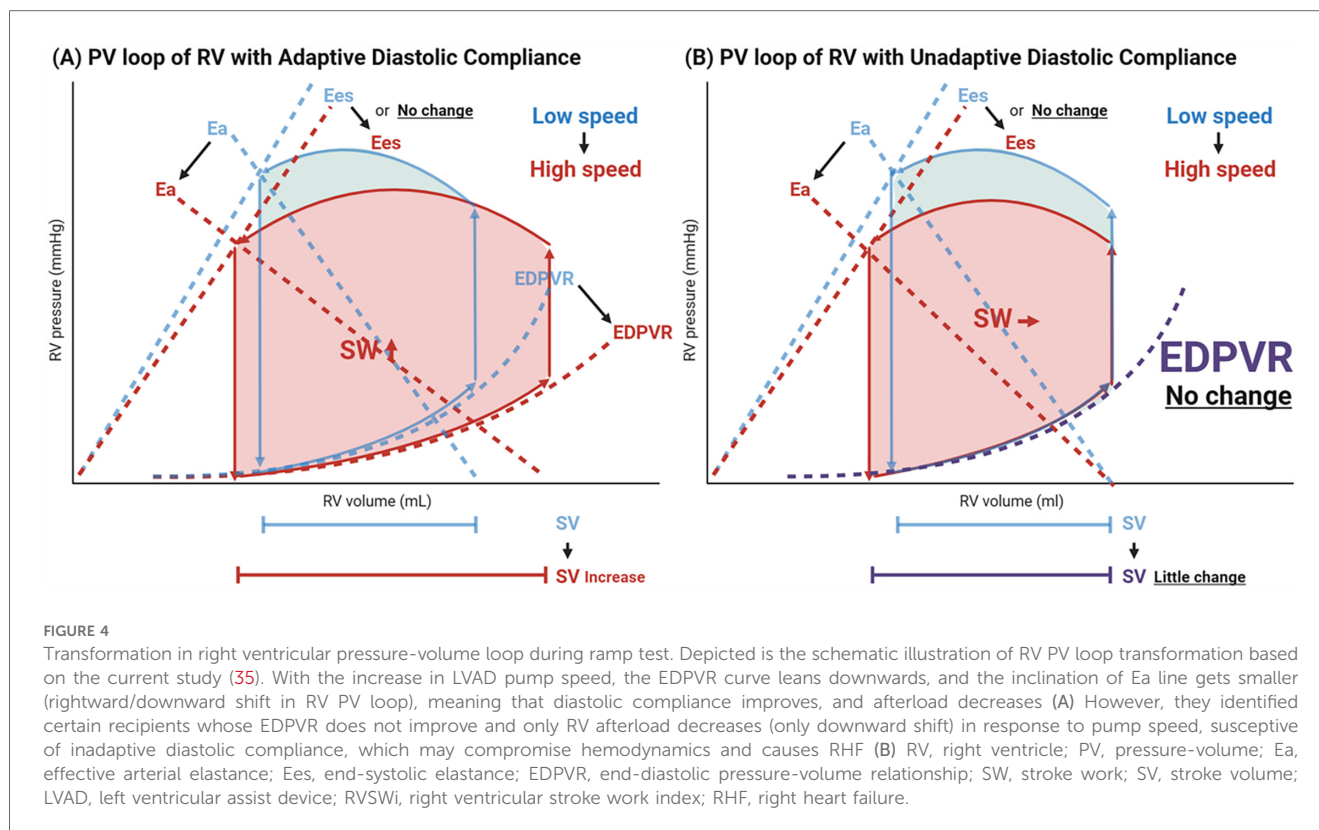 (A) PV loop of RV with Adaptive Diastolic Compliance
Ees
or No change
Ea
Ees
Ea
Low speed
High speed
EDPVR
EDPVR
SW
RV pressure (mmHg)
RV volume (mL)
SV
SV Increase
(B) PV loop of RV with Unadaptive Diastolic Compliance
Ees
or No change
Ea
Ees
Ea
Low speed
High speed
SW
EDPVR
No change
RV pressure (mmHg)
RV volume (ml)
SV
SV Little change
FIGURE 4
Transformation in right ventricular pressure-volume loop during ramp test. Depicted is the schematic illustration of RV PV loop transformation based
on the current study (35). With the increase in LVAD pump speed, the EDPVR curve leans downwards, and the inclination of Ea line gets smaller
(rightward/downward shift in RV PV loop), meaning that diastolic compliance improves, and afterload decreases (A) However, they identified
certain recipients whose EDPVR does not improve and only RV afterload decreases (only downward shift) in response to pump speed, susceptive
of inadaptive diastolic compliance, which may compromise hemodynamics and causes RHF (B) RV, right ventricle; PV, pressure-volume; Ea,
effective arterial elastance; Ees, end-systolic elastance; EDPVR, end-diastolic pressure-volume relationship; SW, stroke work; SV, stroke volume;
LVAD, left ventricular assist device; RVSWi, right ventricular stroke work index; RHF, right heart failure.